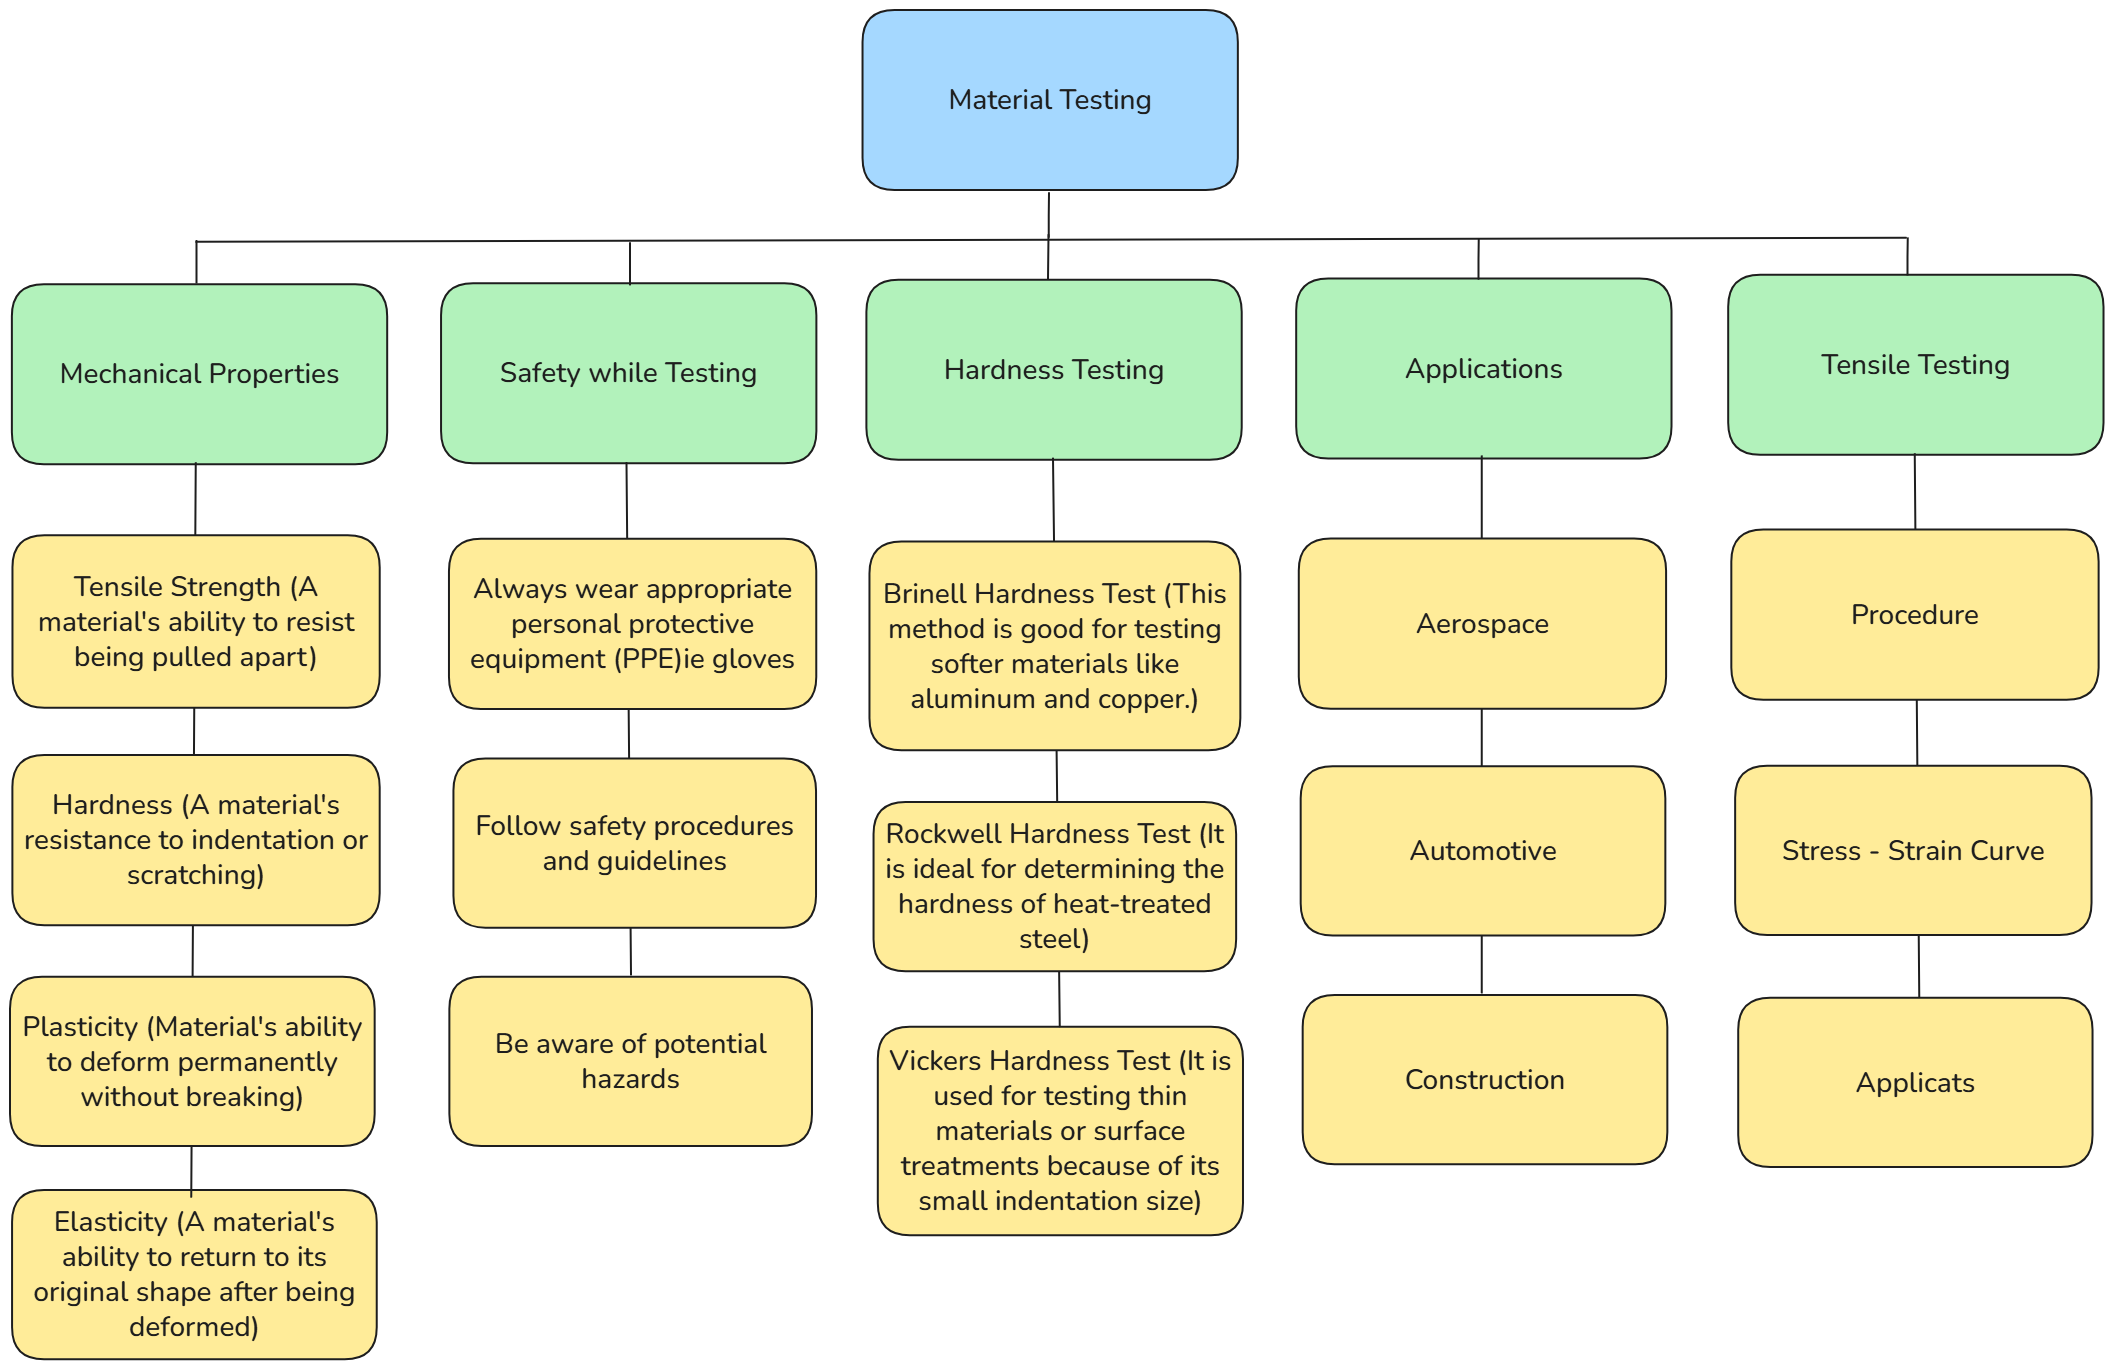 Material Testing
Mechanical Properties
Safety while Testing
Hardness Testing
Applications
Tensile Testing
Tensile Strength (A
material's ability to resist
being pulled apart)
Hardness (A material's
resistance to indentation or
scratching)
Plasticity (Material's ability
to deform permanently
without breaking)
Elasticity (A material's
ability to return to its
original shape after being
deformed)
Always wear appropriate
personal protective
equipment (PPE)ie gloves
Follow safety procedures
and guidelines
Be aware of potential
hazards
Brinell Hardness Test (This
method is good for testing
softer materials like
aluminum and copper.)
Rockwell Hardness Test (It
is ideal for determining the
hardness of heat-treated
steel)
Vickers Hardness Test (It is
used for testing thin
materials or surface
treatments because of its
small indentation size)
Aerospace
Automotive
Construction
Procedure
Stress - Strain Curve
Applicats